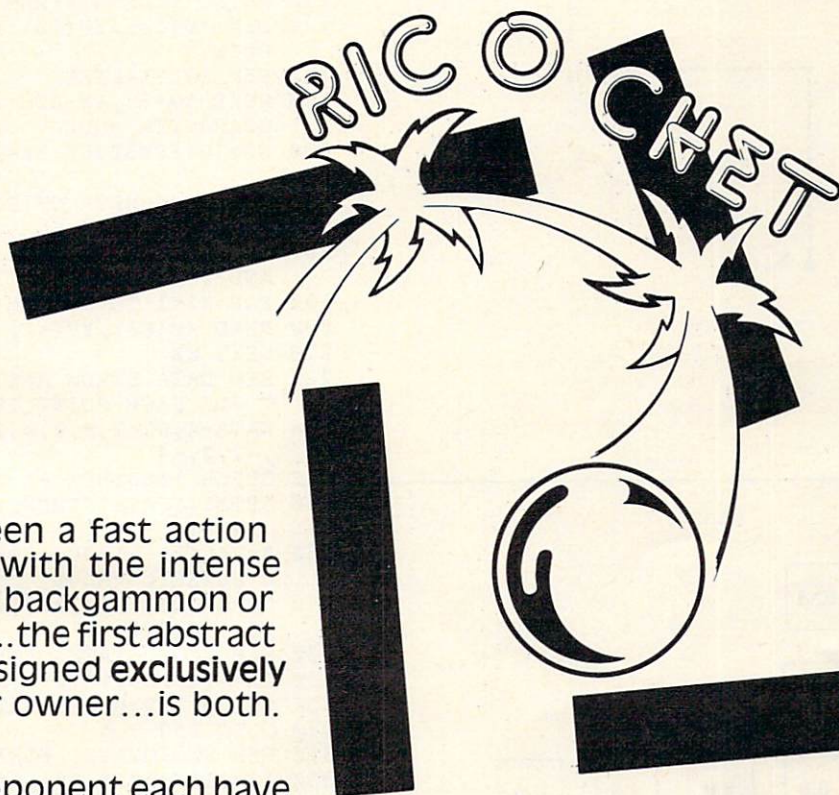 RICOCHET
een a fast action
with the intense
backgammon or
...the first abstract
signed exclusively
r owner...is both.
ponent each have